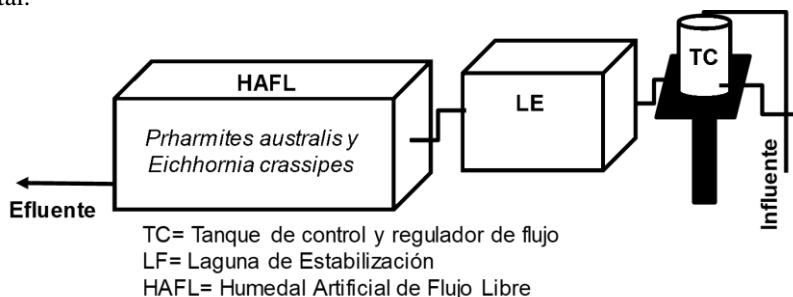 HAFL
Prharmites australis y
Eichhornia crassipes
LE
TC
Influente
Efluente
TC= Tanque de control y regulador de flujo
LF= Laguna de Estabilización
HAFL= Humedal Artificial de Flujo Libre